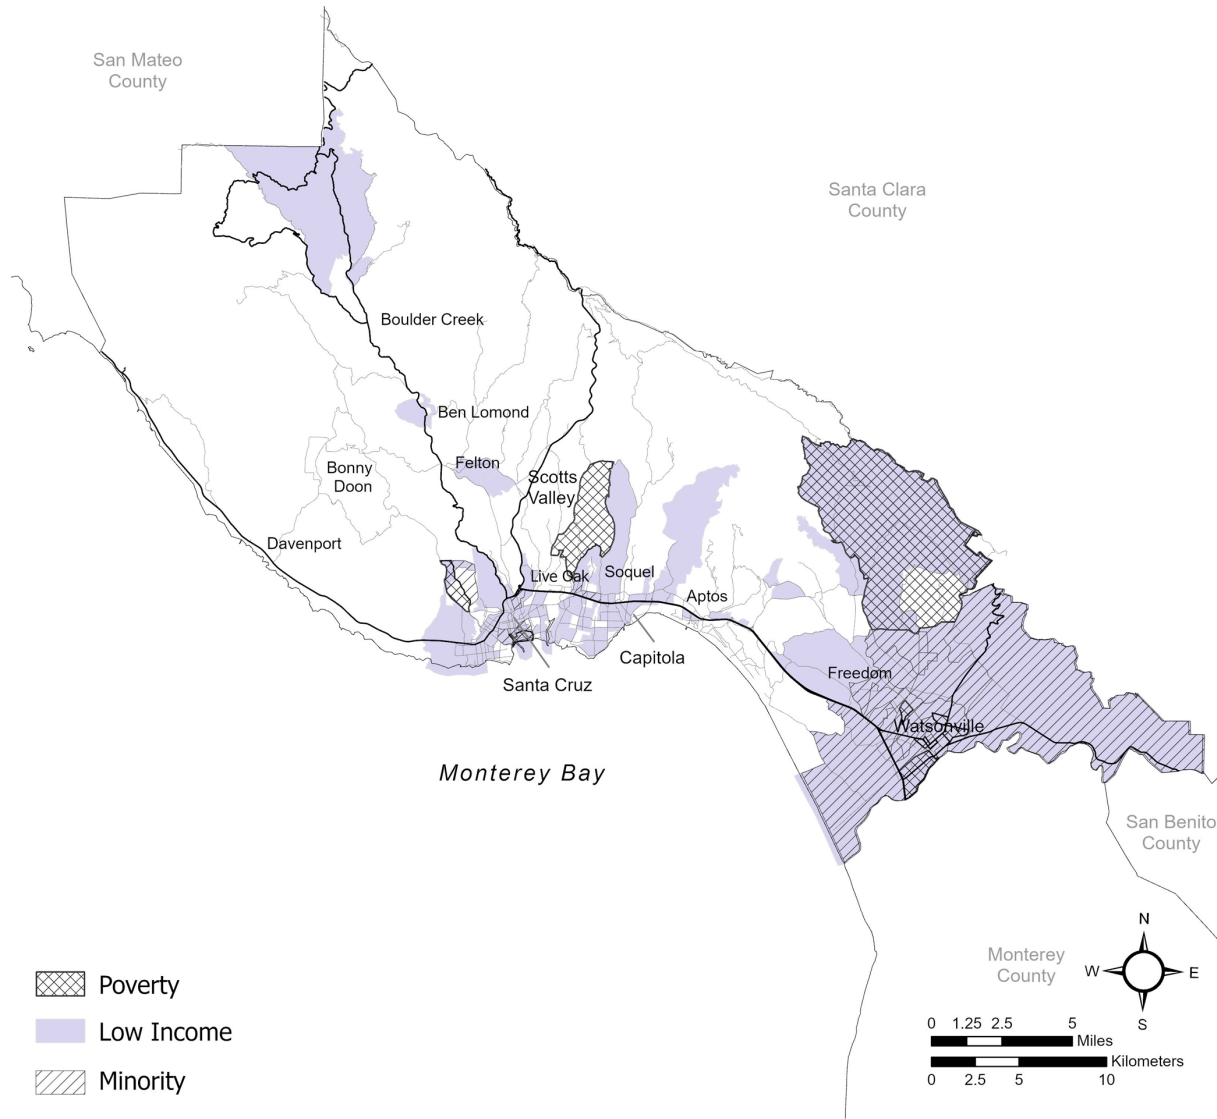 San Mateo
County
Santa Clara
County
Boulder Creek
Ben Lomond
Felton
Bonny
Doon
Scotts
Valley
Davenport
Live Oak
Soquel
Aptos
Capitola
Santa Cruz
Freedom
Watsonville
Monterey Bay
San Benito
County
Monterey
County
N
W
E
S
Poverty
Low Income
Minority
0 1.25 2.5 5
Miles
Kilometers
0 2.5 5 10